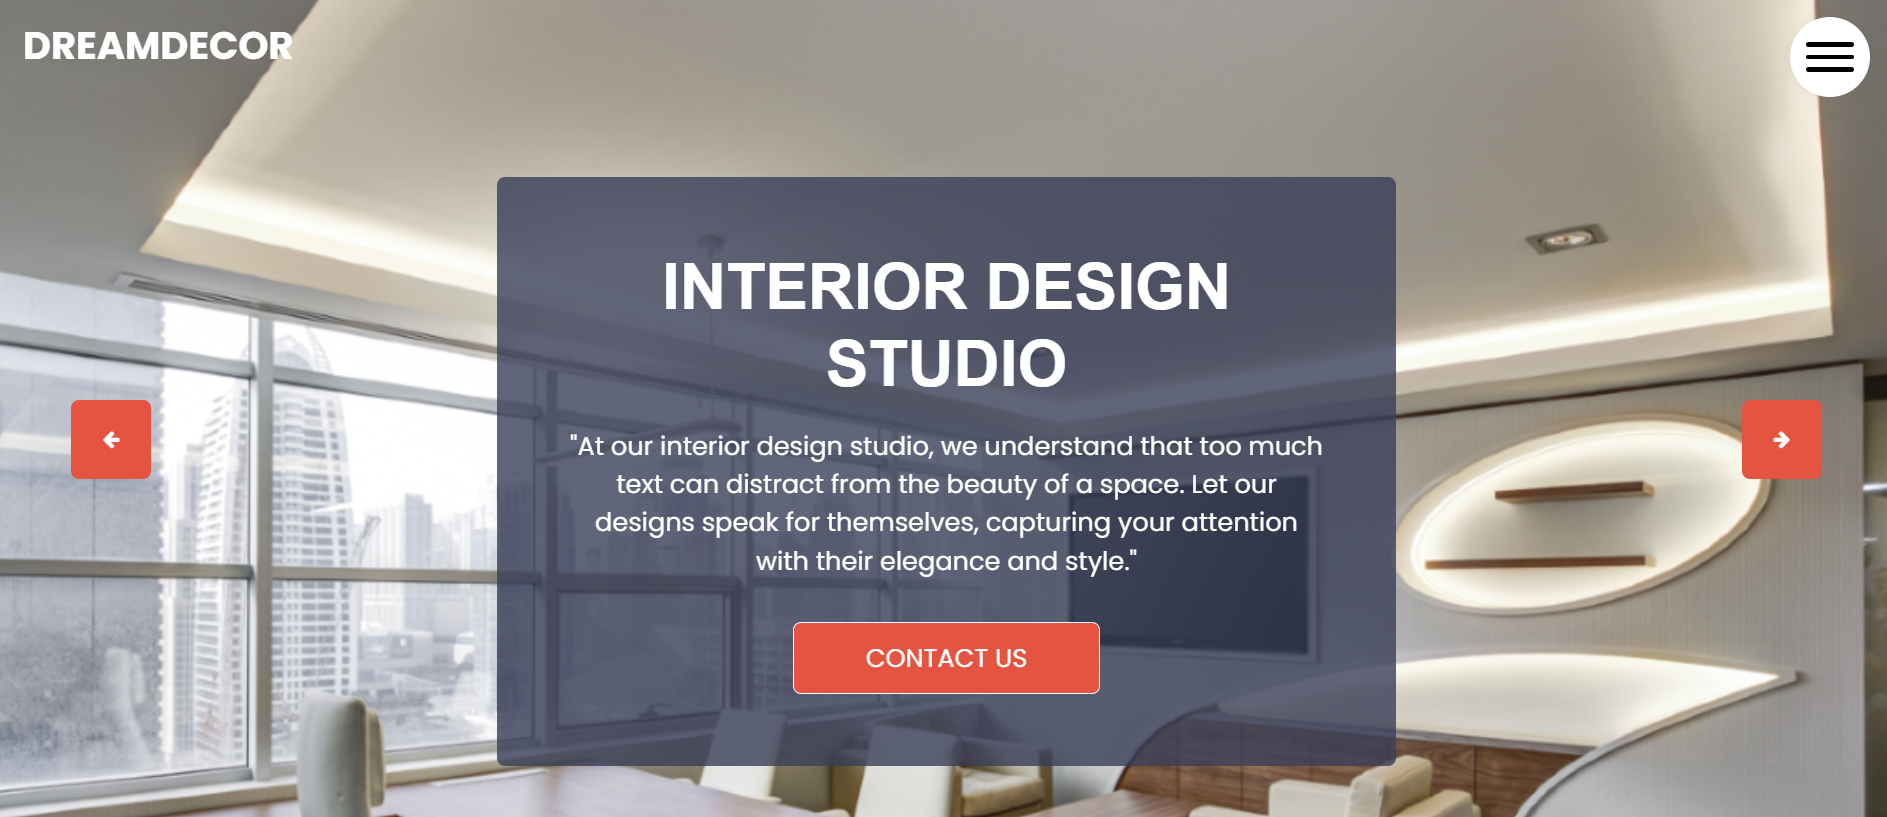 DREAMDECOR
INTERIOR DESIGN
STUDIO
"At our interior design studio, we understand that too much
text can distract from the beauty of a space. Let our
designs speak for themselves, capturing your attention
with their elegance and style."
CONTACT US